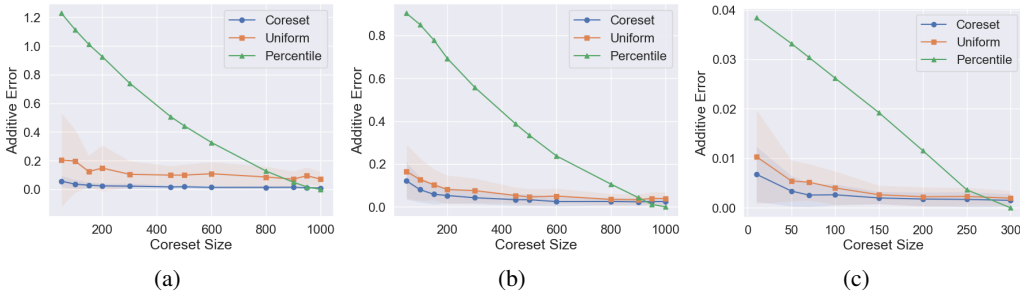 1.2
1.0
0.8
0.6
0.4
0.2
0.0
Additive Error
200
400
600
800
1000
Coreset Size
Coreset
Uniform
Percentile
(a)
0.8
0.6
0.4
0.2
0.0
Additive Error
200
400
600
800
1000
Coreset Size
Coreset
Uniform
Percentile
(b)
0.04
0.03
0.02
0.01
0.00
Additive Error
0
50
100
150
200
250
300
Coreset Size
Coreset
Uniform
Percentile
(c)